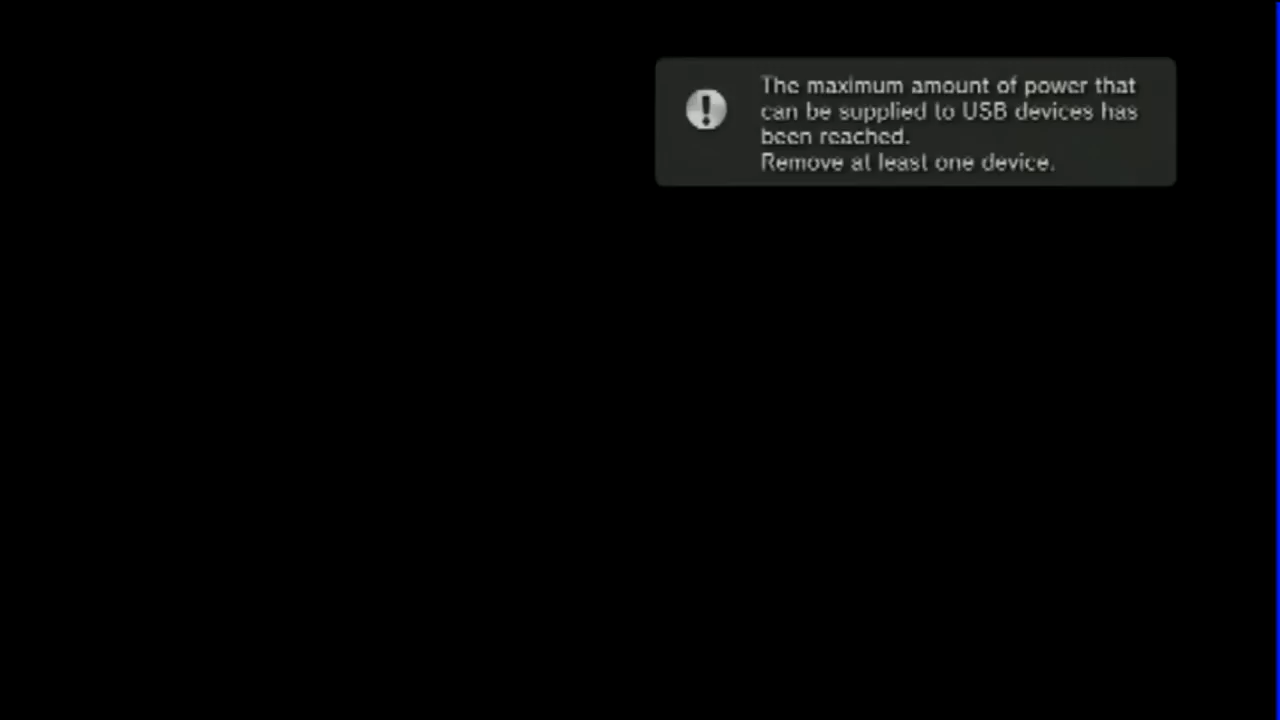 The maximum amount of power that
can be supplied to USB devices has
been reached.
Remove at least one device.